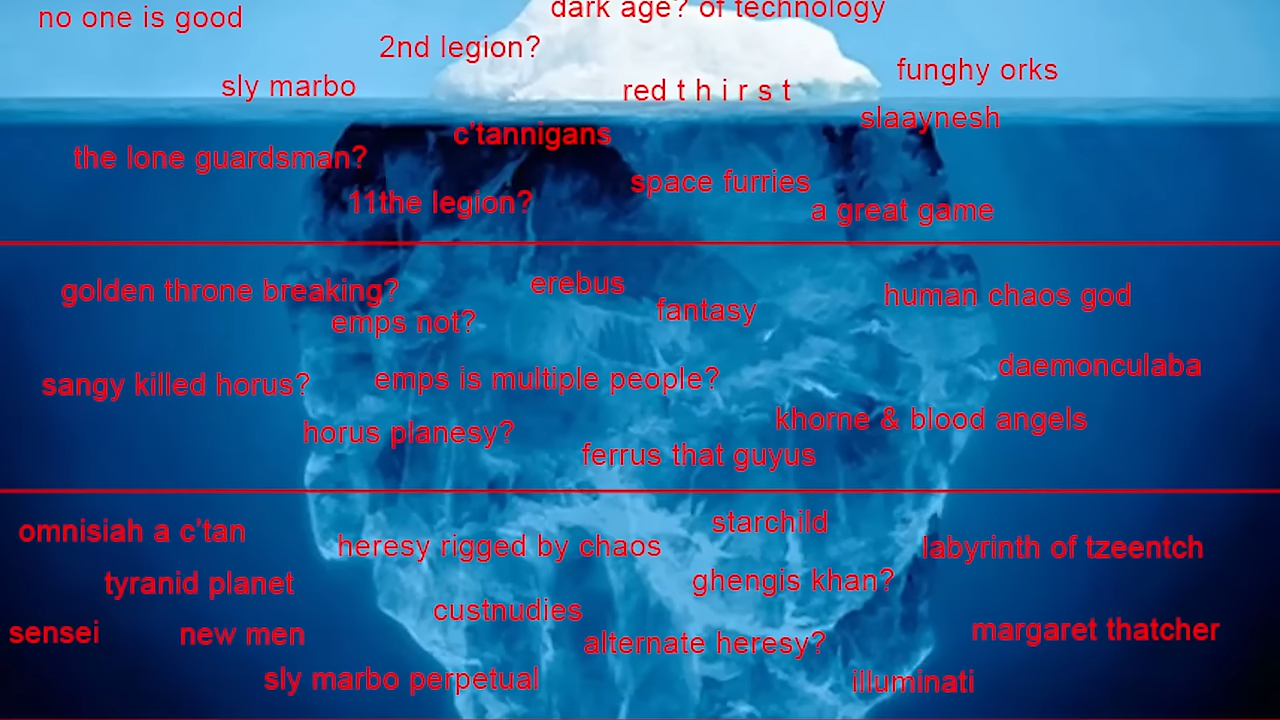 no one is good
dark age? of technology
2nd legion?
sly marbo
red t h i r s t
funghy orks
slaaynesh
c'tannigans
the lone guardsman?
space furries
11the legion?
a great game
golden throne breaking?
erebus
human chaos god
fantasy
emps not?
daemonculaba
sangy killed horus?
emps is multiple people?
khorne & blood angels
horus planesy?
ferrus that guyus
omnisiah a c'tan
starchild
heresy rigged by chaos
labyrinth of tzeentch
tyranid planet
ghengis khan?
custnudies
sensei
new men
alternate heresy?
margaret thatcher
sly marbo perpetual
illuminati